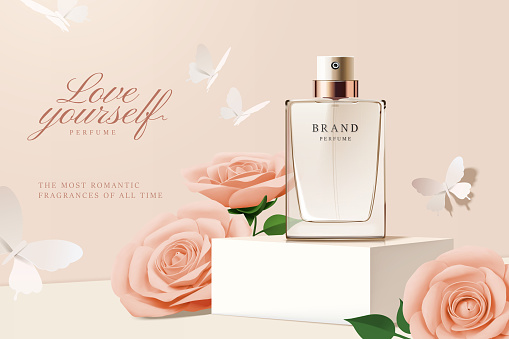 Love
yourself
PERFUME
THE MOST ROMANTIC
FRAGRANCES OF ALL TIME
BRAND
PERFUME